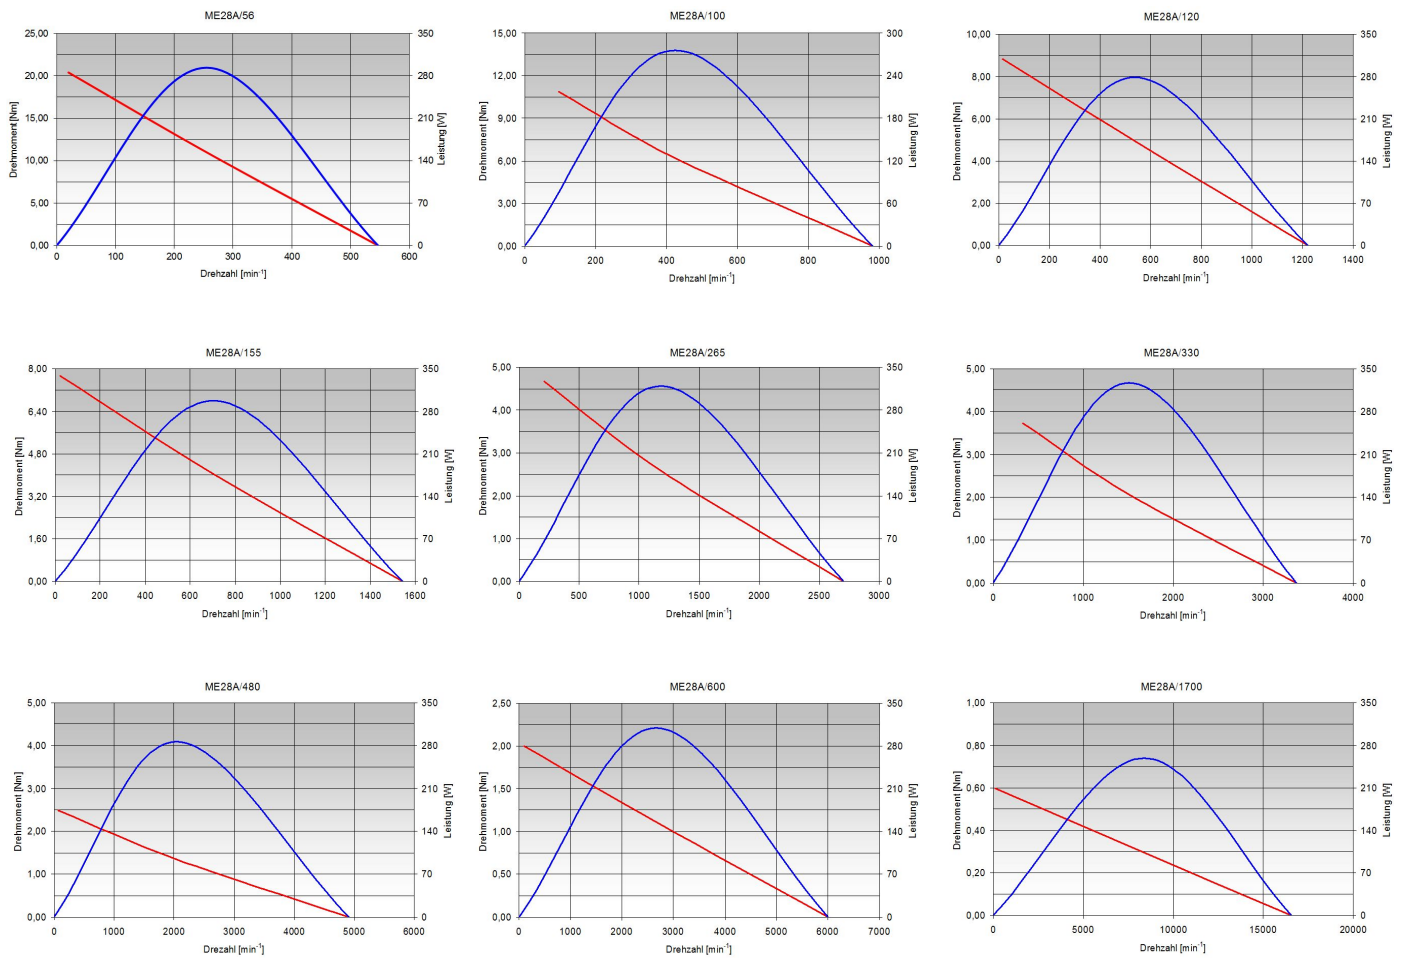 ME28A/56
ME28A/100
ME28A/120
25,00
20,00
15,00
10,00
5,00
0,00
Drehmoment [Nm]
350
280
210
140
70
0
Leistung [W]
0 100 200 300 400 500 600
Drehzahl [min-1]
15,00
12,00
9,00
6,00
3,00
0,00
Drehmoment [Nm]
300
240
180
120
60
0
Leistung [W]
0 200 400 600 800 1000
Drehzahl [min-1]
10,00
8,00
6,00
4,00
2,00
0,00
Drehmoment [Nm]
350
280
210
140
70
0
Leistung [W]
0 200 400 600 800 1000 1200 1400
Drehzahl [min-1]
ME28A/155
ME28A/265
ME28A/330
8,00
6,40
4,80
3,20
1,60
0,00
Drehmoment [Nm]
350
280
210
140
70
0
Leistung [W]
0 200 400 600 800 1000 1200 1400 1600
Drehzahl [min-1]
5,00
4,00
3,00
2,00
1,00
0,00
Drehmoment [Nm]
350
280
210
140
70
0
Leistung [W]
0 500 1000 1500 2000 2500 3000
Drehzahl [min-1]
5,00
4,00
3,00
2,00
1,00
0,00
Drehmoment [Nm]
350
280
210
140
70
0
Leistung [W]
0 1000 2000 3000 4000
Drehzahl [min-1]
ME28A/480
ME28A/600
ME28A/1700
5,00
4,00
3,00
2,00
1,00
0,00
Drehmoment [Nm]
350
280
210
140
70
0
Leistung [W]
0 1000 2000 3000 4000 5000 6000
Drezahl [min-1]
2,50
2,00
1,50
1,00
0,50
0,00
Drehmoment [Nm]
350
280
210
140
70
0
Leistung [W]
0 1000 2000 3000 4000 5000 6000 7000
Drehzahl [min-1]
1,00
0,80
0,60
0,40
0,20
0,00
Drehmoment [Nm]
350
280
210
140
70
0
Leistung [W]
0 5000 10000 15000 20000
Drehzahl [min-1]